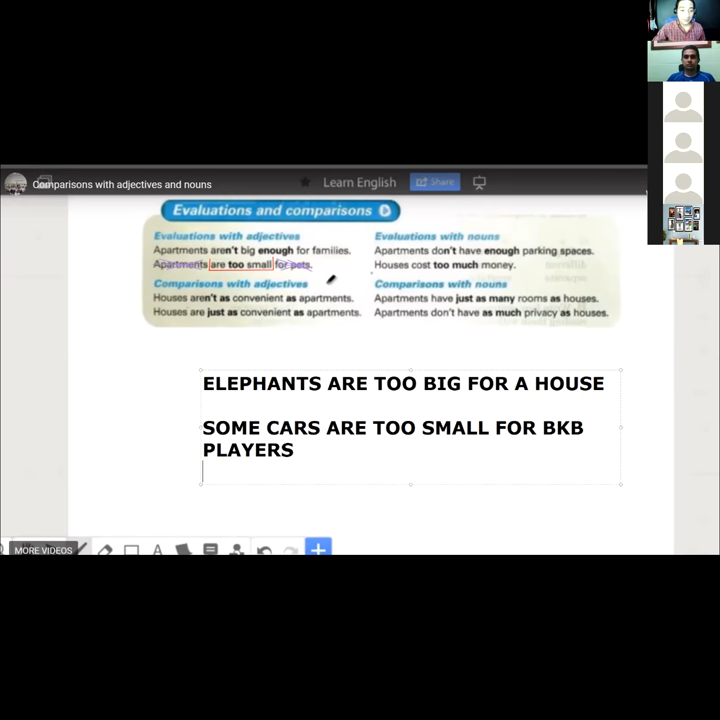 Comparisons with adjectives and nouns
Learn English
Share
Evaluations and comparisons
Evaluations with adjectives
Apartments aren't big enough for families.
Apartments are too small for pets.
Evaluations with nouns
Apartments don't have enough parking spaces.
Houses cost too much money.
Comparisons with adjectives
Houses aren't as convenient as apartments.
Houses are just as convenient as apartments.
Comparisons with nouns
Apartments have just as many rooms as houses.
Apartments don't have as much privacy as houses.
ELEPHANTS ARE TOO BIG FOR A HOUSE
SOME CARS ARE TOO SMALL FOR BKB
PLAYERS
MORE VIDEOS
A